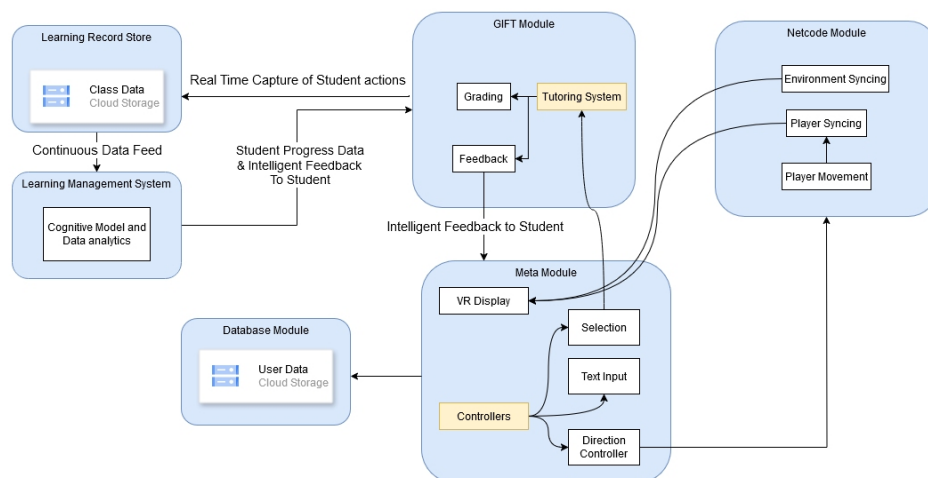 Learning Record Store
Class Data
Cloud Storage
Real Time Capture of Student actions
Continuous Data Feed
Learning Management System
Cognitive Model and
Data analytics
Student Progress Data
& Intelligent Feedback
To Student
GIFT Module
Grading
Tutoring System
Feedback
Intelligent Feedback to Student
Netcode Module
Environment Syncing
Player Syncing
Player Movement
Meta Module
VR Display
Selection
Text Input
Controllers
Direction
Controller
Database Module
User Data
Cloud Storage